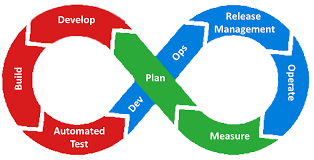 Develop
Build
Automated
Test
Plan
Dev
Ops
Release
Management
Operate
Measure